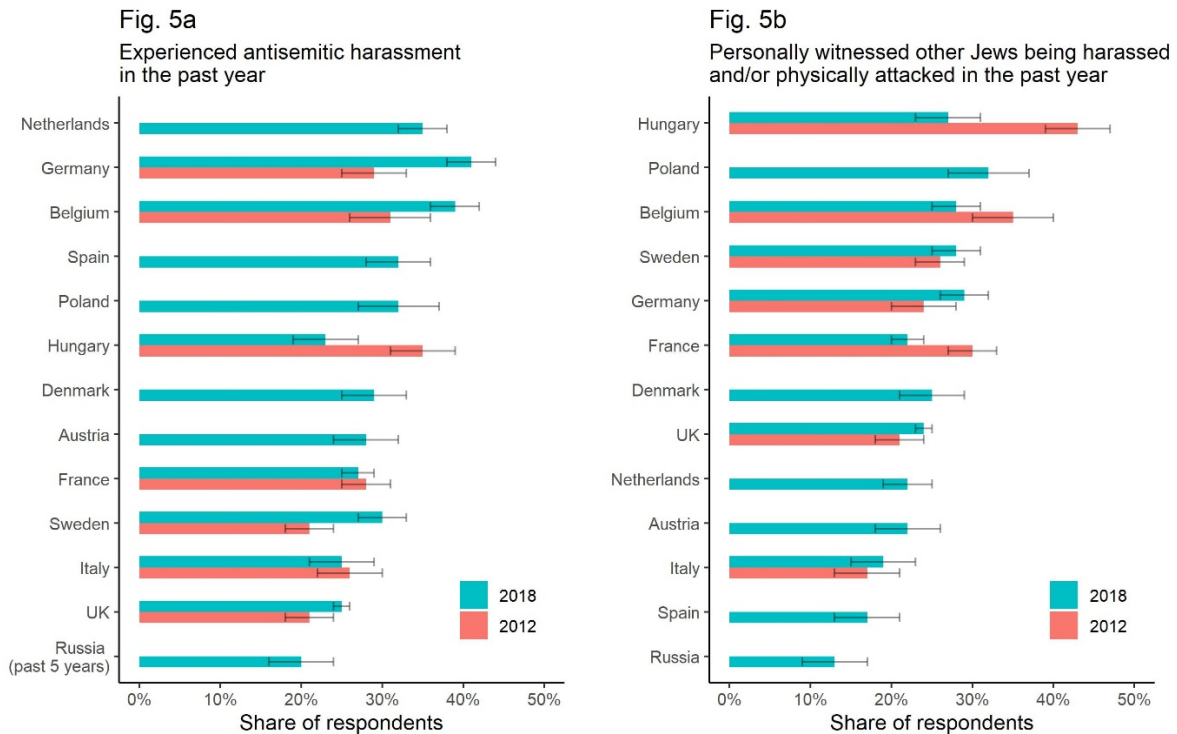 Fig. 5a
Experienced antisemitic harassment
in the past year
Netherlands
Germany
Belgium
Spain
Poland
Hungary
Denmark
Austria
France
Sweden
Italy
UK
Russia
(past 5 years)
2018
2012
0% 10% 20% 30% 40% 50%
Share of respondents
Fig. 5b
Personally witnessed other Jews being harassed
and/or physically attacked in the past year
Hungary
Poland
Belgium
Sweden
Germany
France
Denmark
UK
Netherlands
Austria
Italy
Spain
Russia
2018
2012
0% 10% 20% 30% 40% 50%
Share of respondents